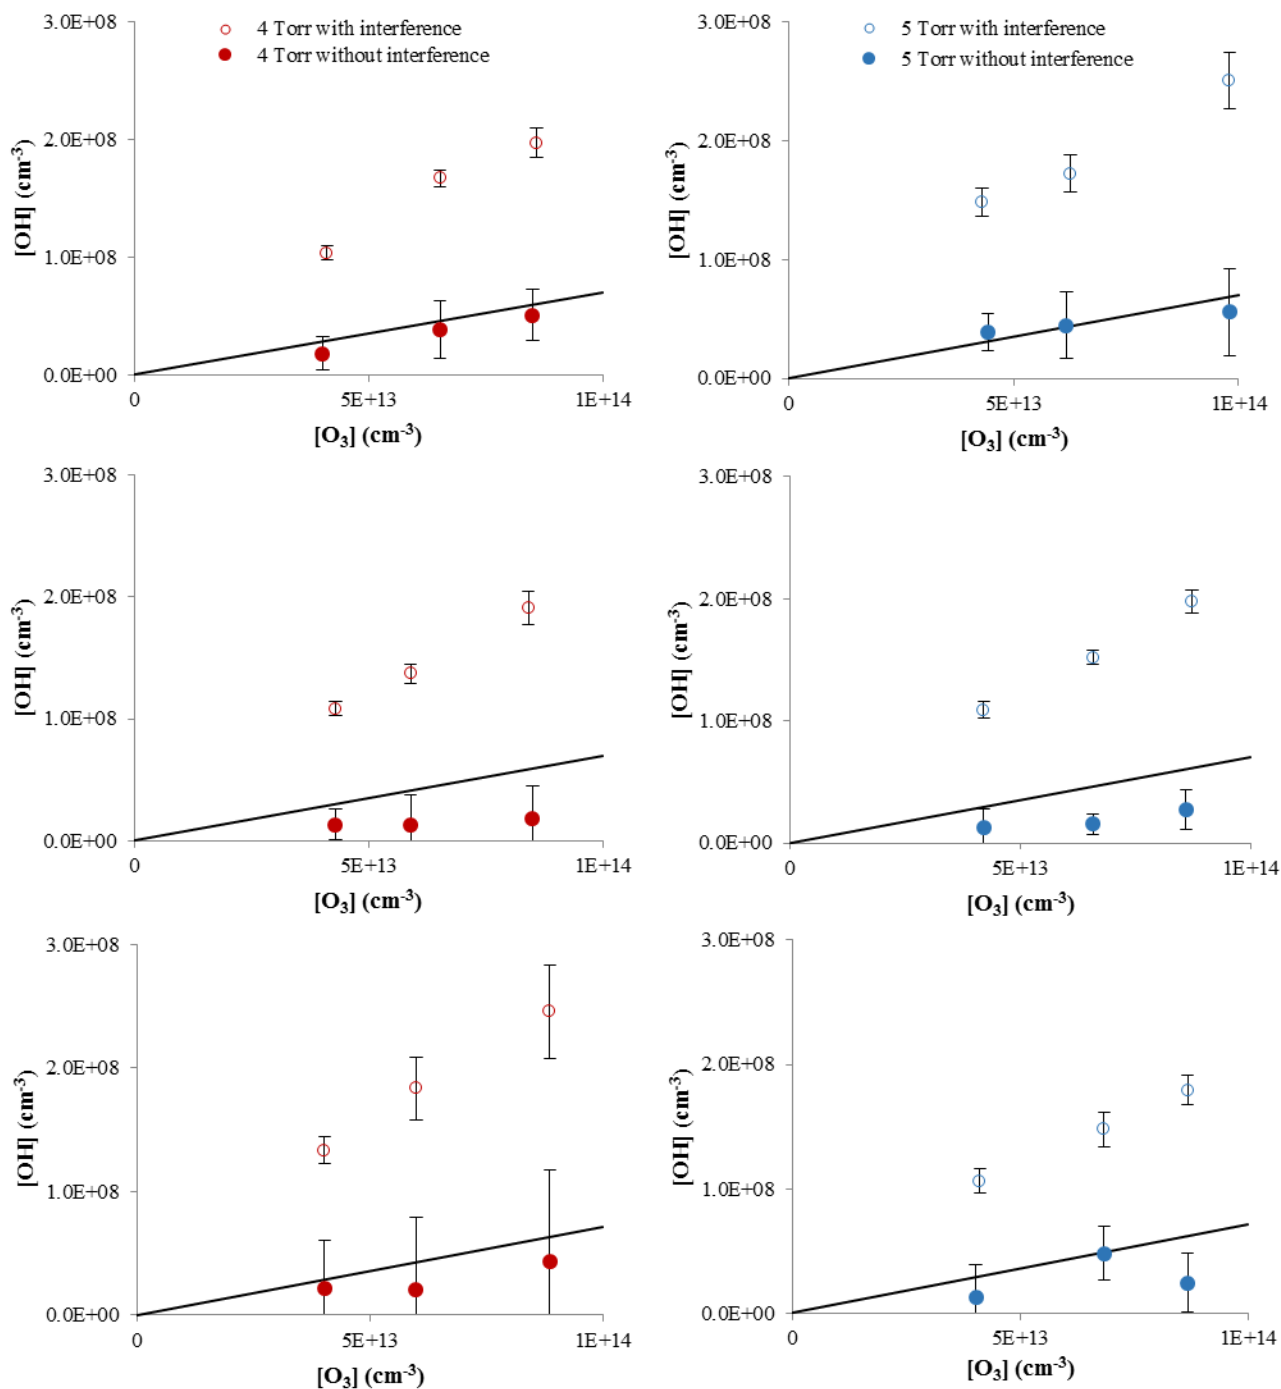 4 Torr with interference
4 Torr without interference
3.0E+08
2.0E+08
1.0E+08
0.0E+00
[OH] (cm⁻³)
0
5E+13
1E+14
[O₃] (cm⁻³)
5 Torr with interference
5 Torr without interference
3.0E+08
2.0E+08
1.0E+08
0.0E+00
[OH] (cm⁻³)
0
5E+13
1E+14
[O₃] (cm⁻³)
3.0E+08
2.0E+08
1.0E+08
0.0E+00
[OH] (cm⁻³)
0
5E+13
1E+14
[O₃] (cm⁻³)
3.0E+08
2.0E+08
1.0E+08
0.0E+00
[OH] (cm⁻³)
0
5E+13
1E+14
[O₃] (cm⁻³)
3.0E+08
2.0E+08
1.0E+08
0.0E+00
[OH] (cm⁻³)
0
5E+13
1E+14
[O₃] (cm⁻³)
3.0E+08
2.0E+08
1.0E+08
0.0E+00
[OH] (cm⁻³)
0
5E+13
1E+14
[O₃] (cm⁻³)